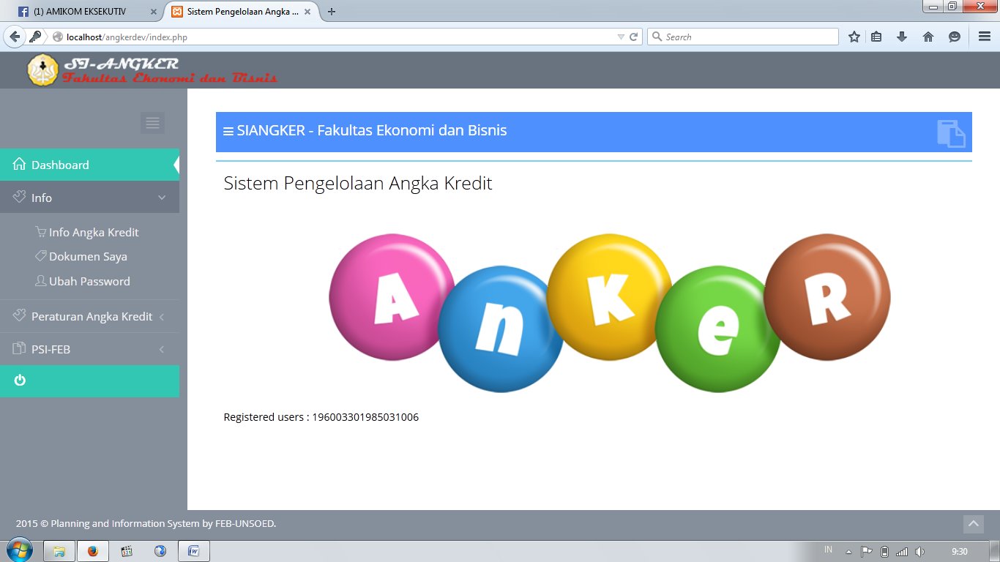 (1) AMIKOM EKSEKUTIV
Sistem Pengelolaan Angka ...
localhost/angkerdev/index.php
Search
SI-ANGKER
Fakultas Ekonomi dan Bisnis
SIANGKER - Fakultas Ekonomi dan Bisnis
Dashboard
Info
Info Angka Kredit
Dokumen Saya
Ubah Password
Peraturan Angka Kredit
PSI-FEB
Sistem Pengelolaan Angka Kredit
AnKeR
Registered users : 196003301985031006
2015 © Planning and Information System by FEB-UNSOED.
321
IN
9:30